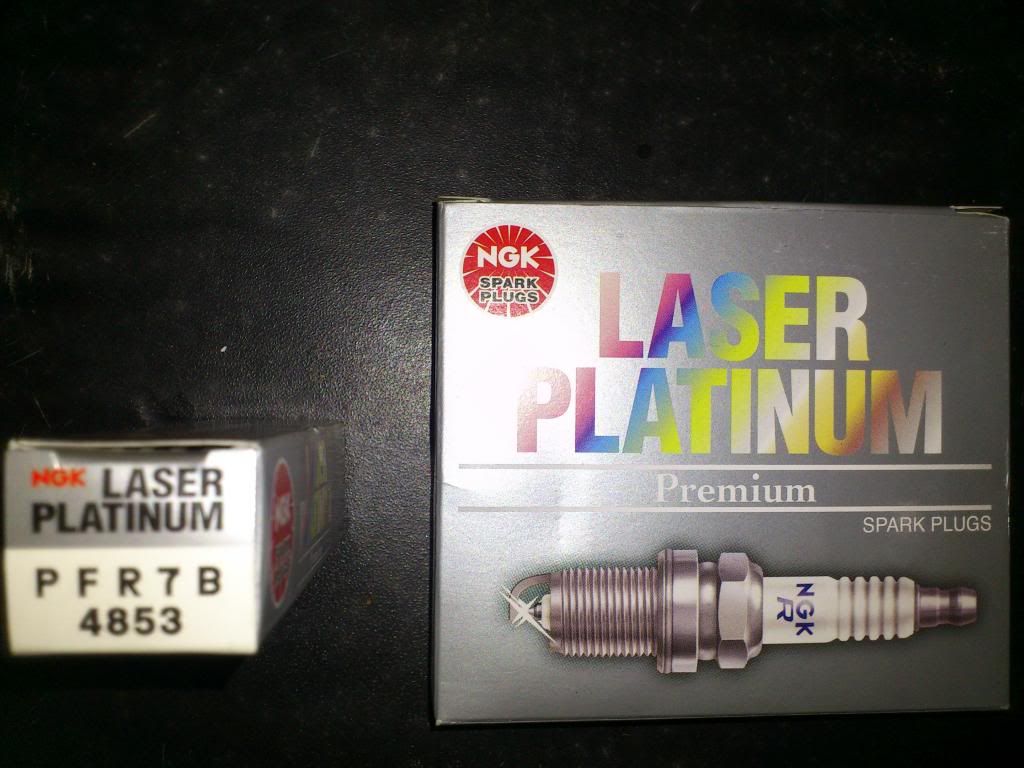 NGK LASER
PLATINUM
PFR7B
4853
NGK
SPARK
PLUGS
LASER
PLATINUM
Premium
SPARK PLUGS
NGK
R